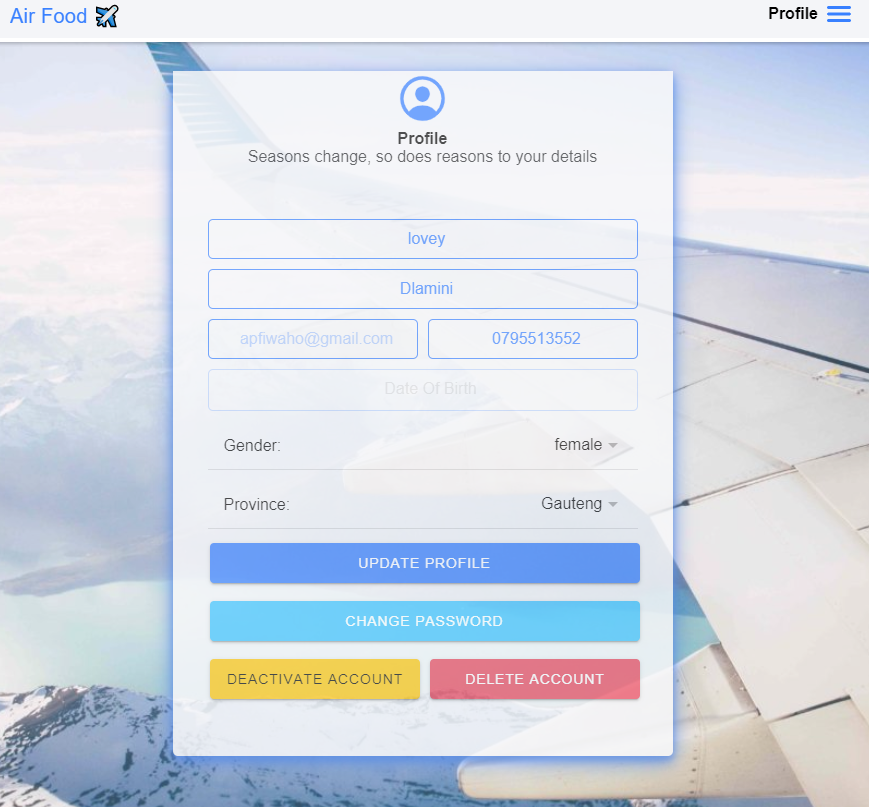 Air Food
Profile
Profile
Seasons change, so does reasons to your details
lovey
Dlamini
apfiwaho@gmail.com 0795513552
Date Of Birth
Gender: female
Province: Gauteng
UPDATE PROFILE
CHANGE PASSWORD
DEACTIVATE ACCOUNT DELETE ACCOUNT